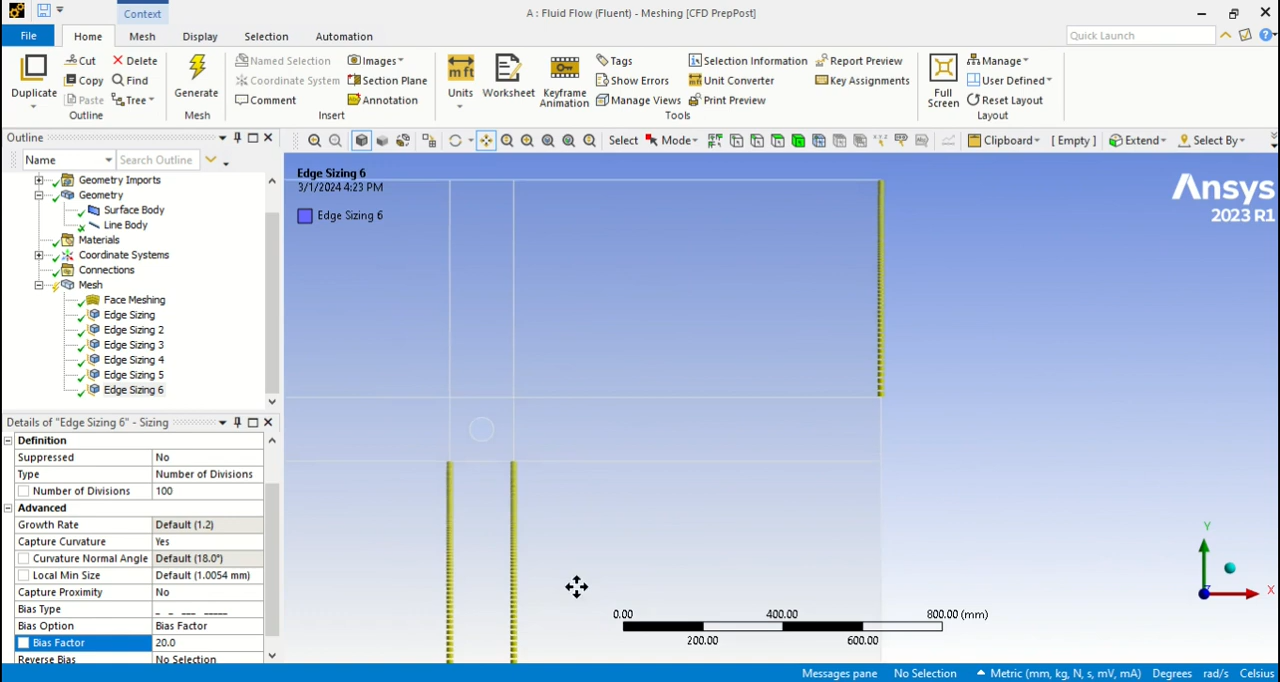 Context
A : Fluid Flow (Fluent) - Meshing [CFD PrepPost]
File Home Mesh Display Selection Automation Quick Launch
Duplicate Cut Copy Paste Delete Find Tree Outline
Generate Mesh
Named Selection Coordinate System Comment Images Section Plane Annotation Insert
Units Worksheet Keyframe Animation Tags Show Errors Manage Views Selection Information Unit Converter Print Preview Report Preview Key Assignments Tools
Full Screen Manage User Defined Reset Layout Layout
Outline
Name Search Outline
Select Mode Clipboard [ Empty ] Extend Select By
Geometry Imports
Geometry
Surface Body
Line Body
Materials
Coordinate Systems
Connections
Mesh
Face Meshing
Edge Sizing
Edge Sizing 2
Edge Sizing 3
Edge Sizing 4
Edge Sizing 5
Edge Sizing 6
Details of "Edge Sizing 6" - Sizing
Definition
Suppressed No
Type Number of Divisions
Number of Divisions 100
Advanced
Growth Rate Default (1.2)
Capture Curvature Yes
Curvature Normal Angle Default (18.0°)
Local Min Size Default (1.0054 mm)
Capture Proximity No
Bias Type _ _ __ ___ _____
Bias Option Bias Factor
Bias Factor 20.0
Reverse Bias No Selection
Edge Sizing 6
3/1/2024 4:23 PM
Edge Sizing 6
Ansys
2023 R1
Y
X
0.00 400.00 800.00 (mm)
200.00 600.00
Messages pane No Selection Metric (mm, kg, N, s, mV, mA) Degrees rad/s Celsius